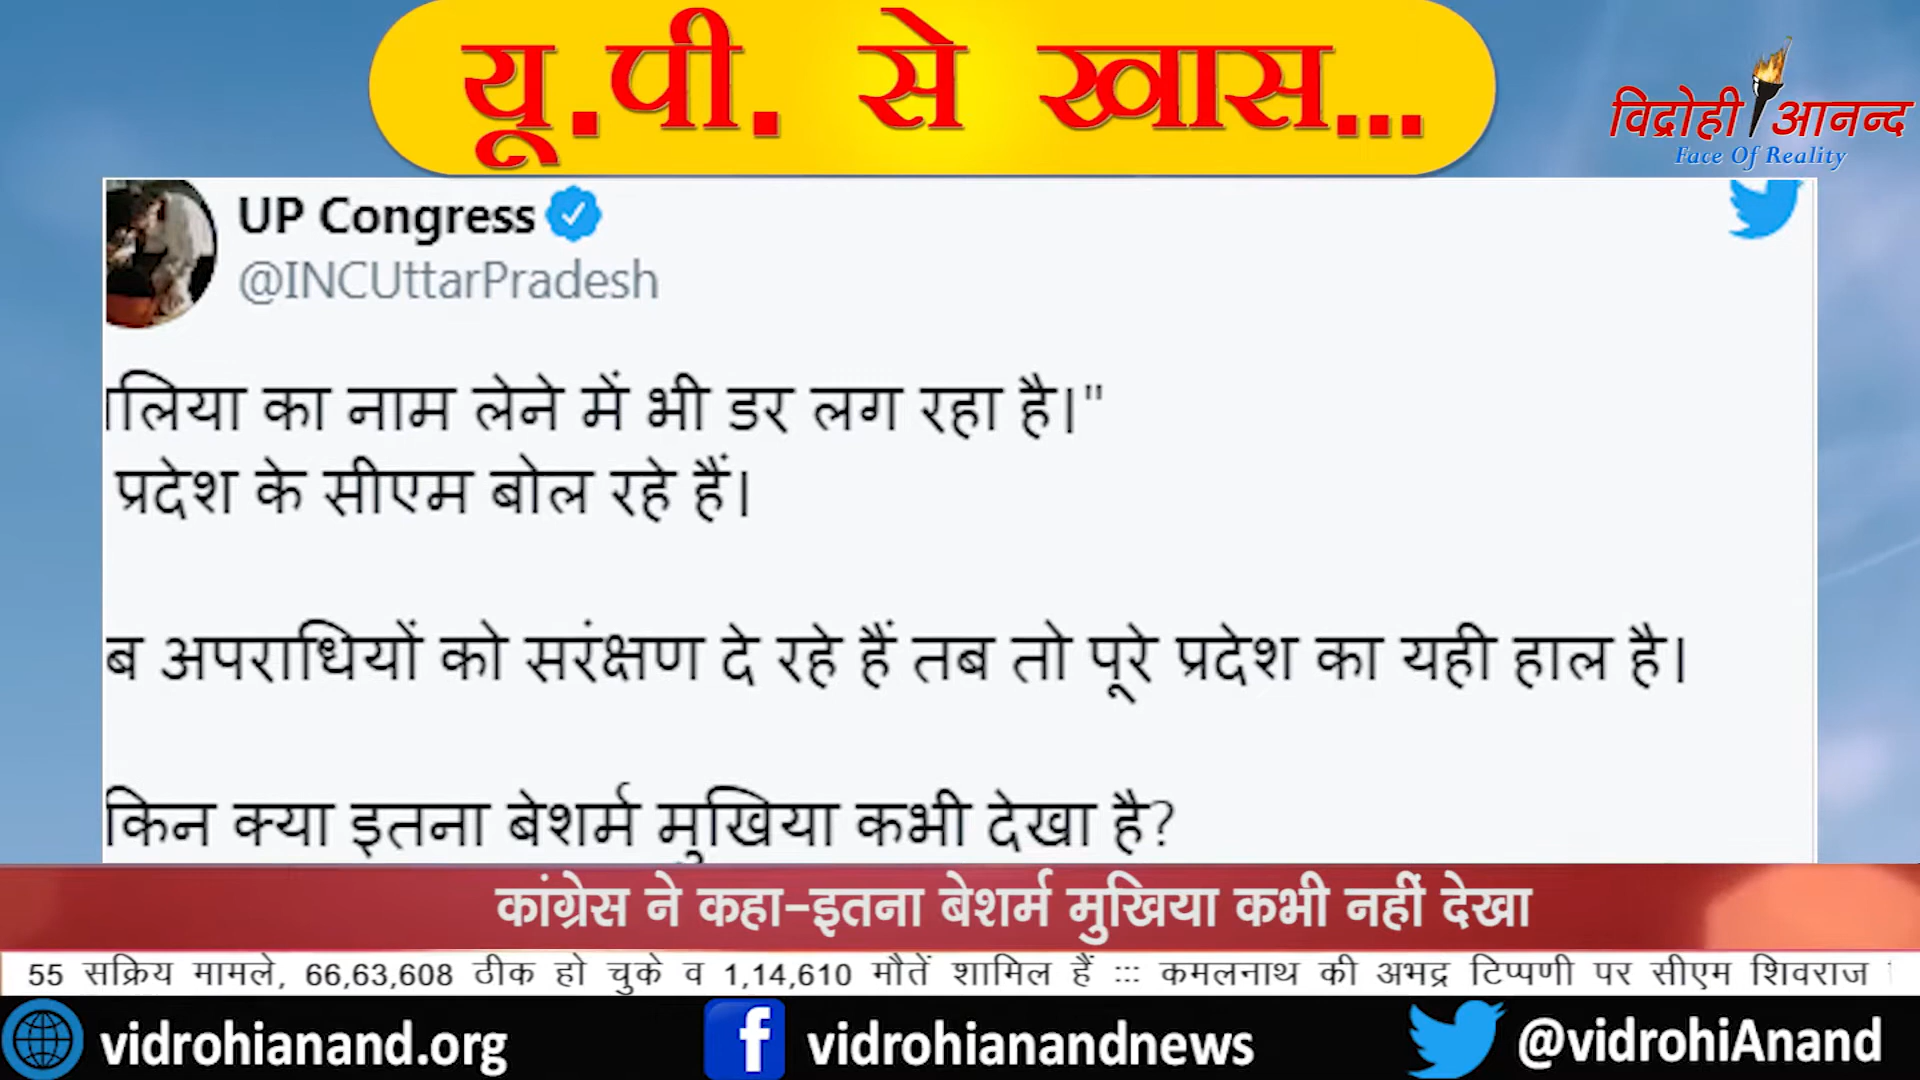 यू.पी. से खास...
विद्रोही आनन्द
Face Of Reality
UP Congress
@INCUttarPradesh
लिया का नाम लेने में भी डर लग रहा है।"
प्रदेश के सीएम बोल रहे हैं।
ब अपराधियों को सरंक्षण दे रहे हैं तब तो पूरे प्रदेश का यही हाल है।
किन क्या इतना बेशर्म मुखिया कभी देखा है?
कांग्रेस ने कहा-इतना बेशर्म मुखिया कभी नहीं देखा
55 सक्रिय मामले, 66,63,608 ठीक हो चुके व 1,14,610 मौतें शामिल हैं ::: कमलनाथ की अभद्र टिप्पणी पर सीएम शिवराज
vidrohianand.org
vidrohianandnews
@vidrohiAnand